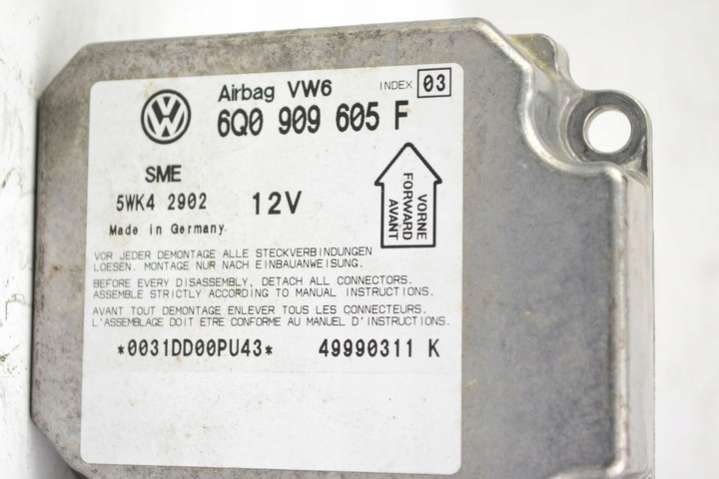 Airbag VW6 INDEX 03
6Q0 909 605 F
SME
5WK4 2902 12V
Made in Germany
VORNE
FORWARD
AVANT
VOR JEDER DEMONTAGE ALLE STECKVERBINDUNGEN
LOESEN. MONTAGE NUR NACH EINBAUANWEISUNG.
BEFORE EVERY DISASSEMBLY, DETACH ALL CONNECTORS.
ASSEMBLE STRICTLY ACCORDING TO MANUAL INSTRUCTIONS.
AVANT TOUT DEMONTAGE ENLEVER TOUS LES CONNECTEURS.
L'ASSEMBLAGE DOIT ETRE CONFORME AU MANUEL D'INSTRUCTIONS.
*0031DD00PU43* 49990311 K